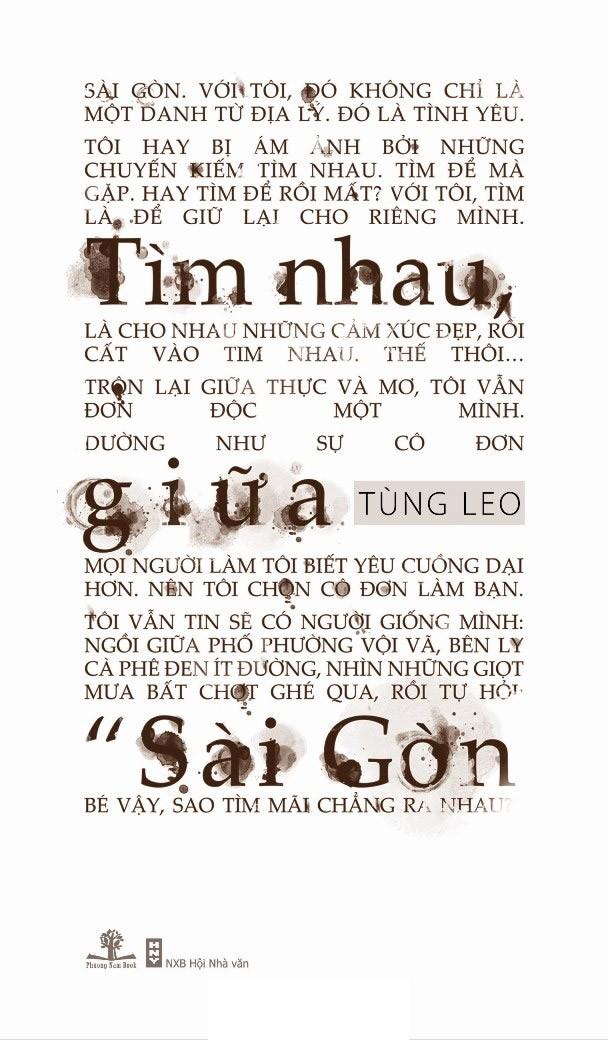 SÀI GÒN. VỚI TÔI, ĐÓ KHÔNG CHỈ LÀ
MỘT DANH TỪ ĐỊA LÝ. ĐÓ LÀ TÌNH YÊU.
TÔI HAY BỊ ÁM ẢNH BỞI NHỮNG
CHUYẾN KIẾM TÌM NHAU. TÌM ĐỂ MÀ
GẶP. HAY TÌM ĐỂ RỒI MẤT? VỚI TÔI, TÌM
LÀ ĐỂ GIỮ LẠI CHO RIÊNG MÌNH.
Tìm nhau,
LÀ CHO NHAU NHỮNG CẢM XÚC ĐẸP, RỒI
CẤT VÀO TIM NHAU. THẾ THÔI...
TRỘN LẠI GIỮA THỰC VÀ MƠ, TÔI VẪN
ĐƠN ĐỘC MỘT MÌNH.
DƯỜNG NHƯ SỰ CÔ ĐƠN
giữa TÙNG LEO
MỌI NGƯỜI LÀM TÔI BIẾT YÊU CUỒNG DẠI
HƠN. NÊN TÔI CHỌN CÔ ĐƠN LÀM BẠN.
TÔI VẪN TIN SẼ CÓ NGƯỜI GIỐNG MÌNH:
NGỒI GIỮA PHỐ PHƯỜNG VỘI VÃ, BÊN LY
CÀ PHÊ ĐEN ÍT ĐƯỜNG, NHÌN NHỮNG GIỌT
MƯA BẤT CHỢT GHÉ QUA, RỒI TỰ HỎI:
“Sài Gòn
BÉ VẬY, SAO TÌM MÃI CHẲNG RA NHAU?
Phuong Nam Book
HNV NXB Hội Nhà văn